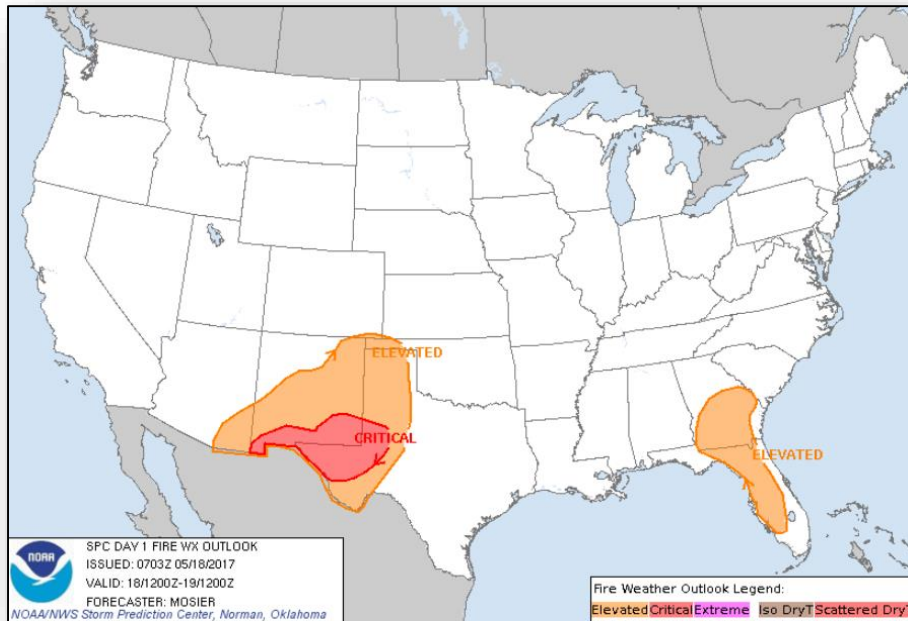 ELEVATED
CRITICAL
ELEVATED
NOAA
SPC DAY 1 FIRE WX OUTLOOK
ISSUED: 0703Z 05/18/2017
VALID: 18/1200Z-19/1200Z
FORECASTER: MOSIER
NOAA/NWS Storm Prediction Center, Norman, Oklahoma
Fire Weather Outlook Legend:
Elevated Critical Extreme Iso DryT Scattered DryT